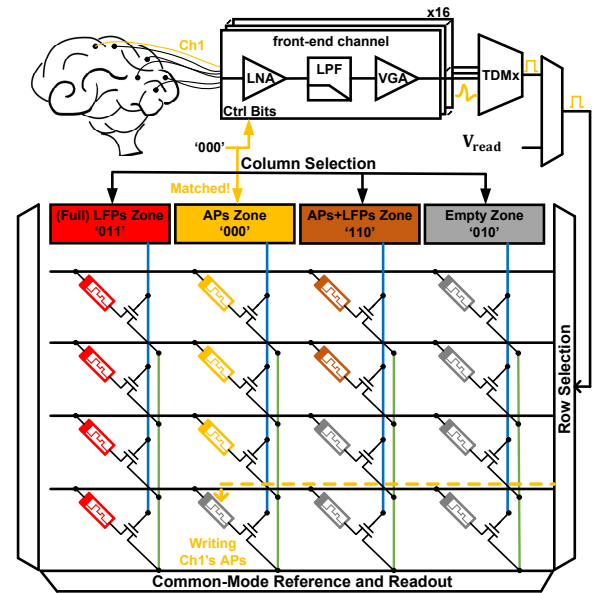 x16
Ch1
front-end channel
LNA
LPF
VGA
TDMx
Ctrl Bits
'000'
Vread
Column Selection
Matched!
(Full) LFPs Zone
'011'
APs Zone
'000'
APs+LFPs Zone
'110'
Empty Zone
'010'
Row Selection
Writing
Ch1's APs
Common-Mode Reference and Readout